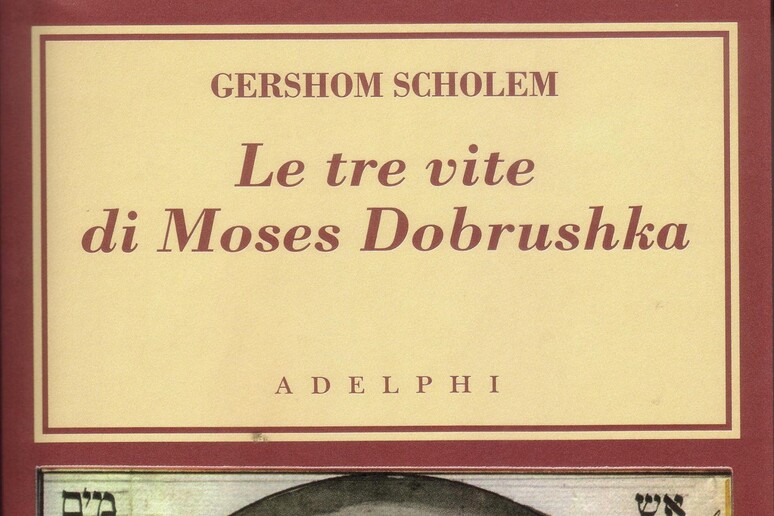 GERSHOM SCHOLEM
Le tre vite
di Moses Dobrushka
ADELPHI
מים
אש